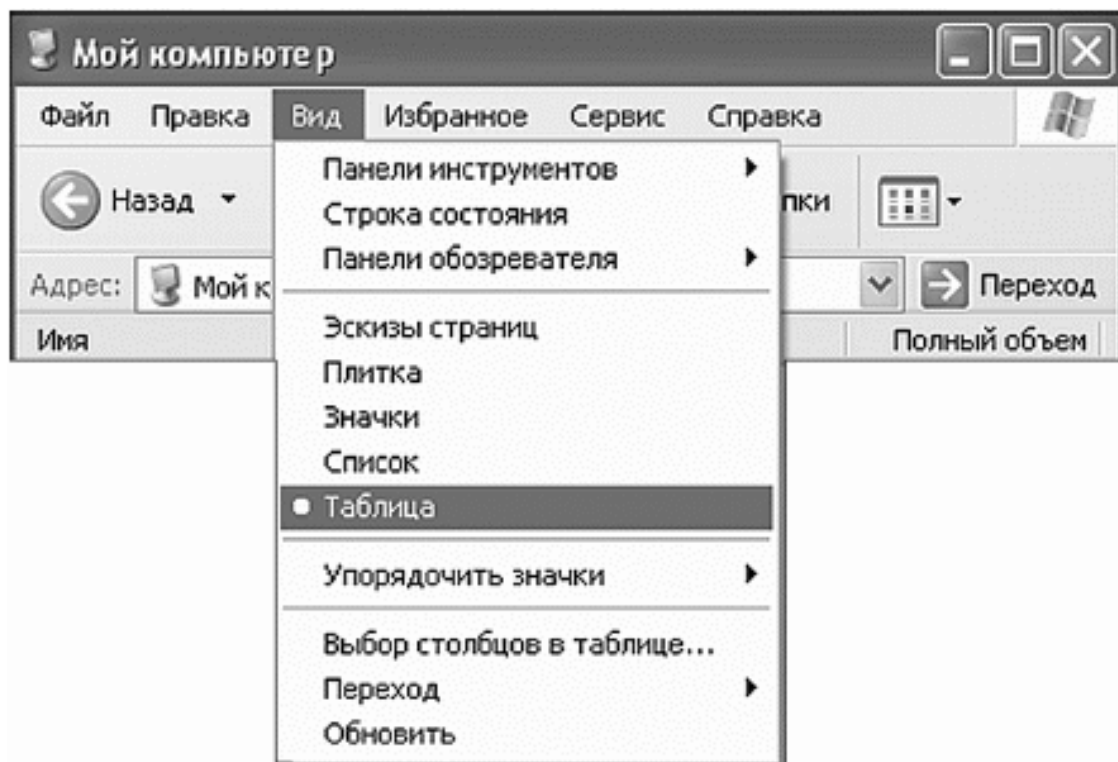 Мой компьютер
Файл Правка Вид Избранное Сервис Справка
Назад
пки
Адрес: Мой к
Переход
Имя
Полный объем
Панели инструментов
Строка состояния
Панели обозревателя
Эскизы страниц
Плитка
Значки
Список
Таблица
Упорядочить значки
Выбор столбцов в таблице...
Переход
Обновить